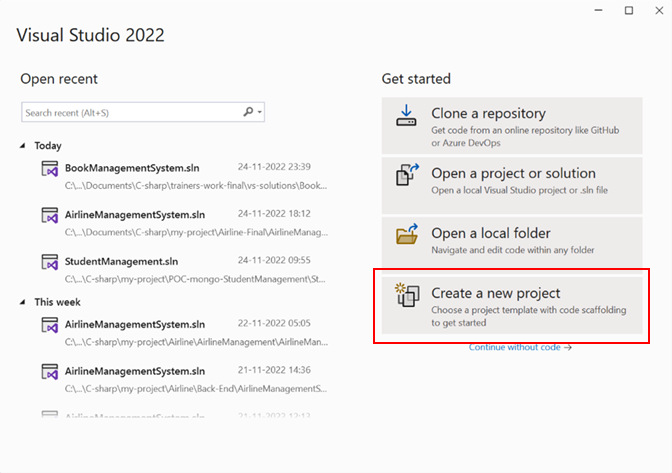 Visual Studio 2022
Open recent
Search recent (Alt+S)
Today
BookManagementSystem.sln 24-11-2022 23:39
C:\...\Documents\C-sharp\trainers-work-final\vs-solutions\Book...
AirlineManagementSystem.sln 24-11-2022 18:12
C:\...\Documents\C-sharp\my-project\Airline-Final\AirlineManag...
StudentManagement.sln 24-11-2022 09:55
C:\...\C-sharp\my-project\POC-mongo-StudentManagement\St...
This week
AirlineManagementSystem.sln 22-11-2022 05:05
C:\...\C-sharp\my-project\Airline\AirlineManagement\AirlineMan...
AirlineManagementSystem.sln 21-11-2022 14:36
C:\...\C-sharp\my-project\Airline\Back-End\AirlineManagementS...
AirlineManagementSystem.sln
Get started
Clone a repository
Get code from an online repository like GitHub
or Azure DevOps
Open a project or solution
Open a local Visual Studio project or .sln file
Open a local folder
Navigate and edit code within any folder
Create a new project
Choose a project template with code scaffolding
to get started
Continue without code →